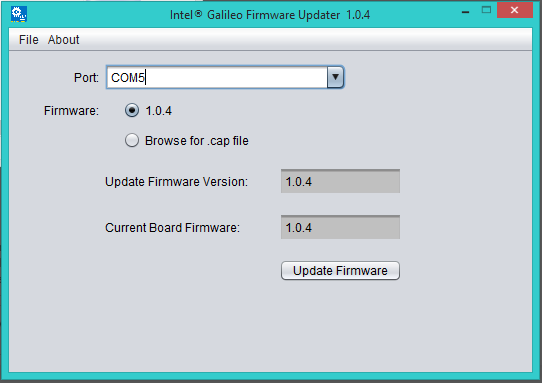 Intel® Galileo Firmware Updater 1.0.4
File About
Port: COM5
Firmware: 1.0.4
Browse for .cap file
Update Firmware Version: 1.0.4
Current Board Firmware: 1.0.4
Update Firmware